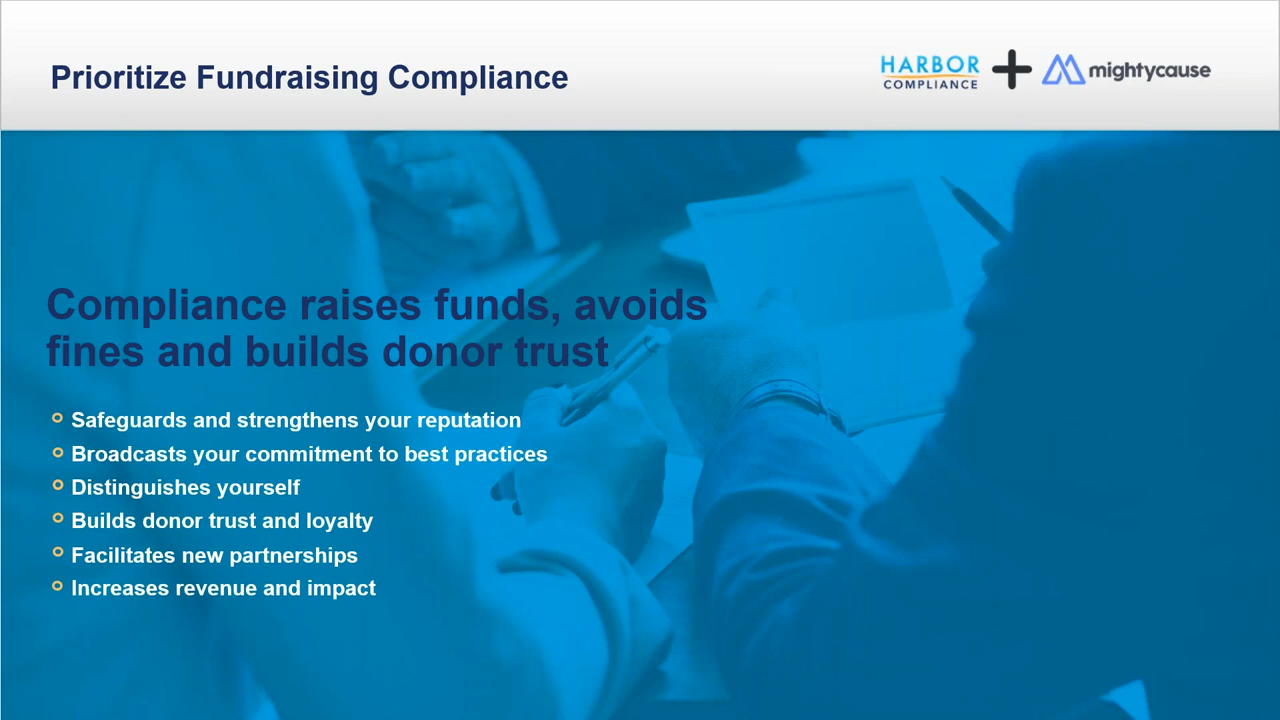 Prioritize Fundraising Compliance
HARBOR
COMPLIANCE
mightycause
Compliance raises funds, avoids
fines and builds donor trust
Safeguards and strengthens your reputation
Broadcasts your commitment to best practices
Distinguishes yourself
Builds donor trust and loyalty
Facilitates new partnerships
Increases revenue and impact